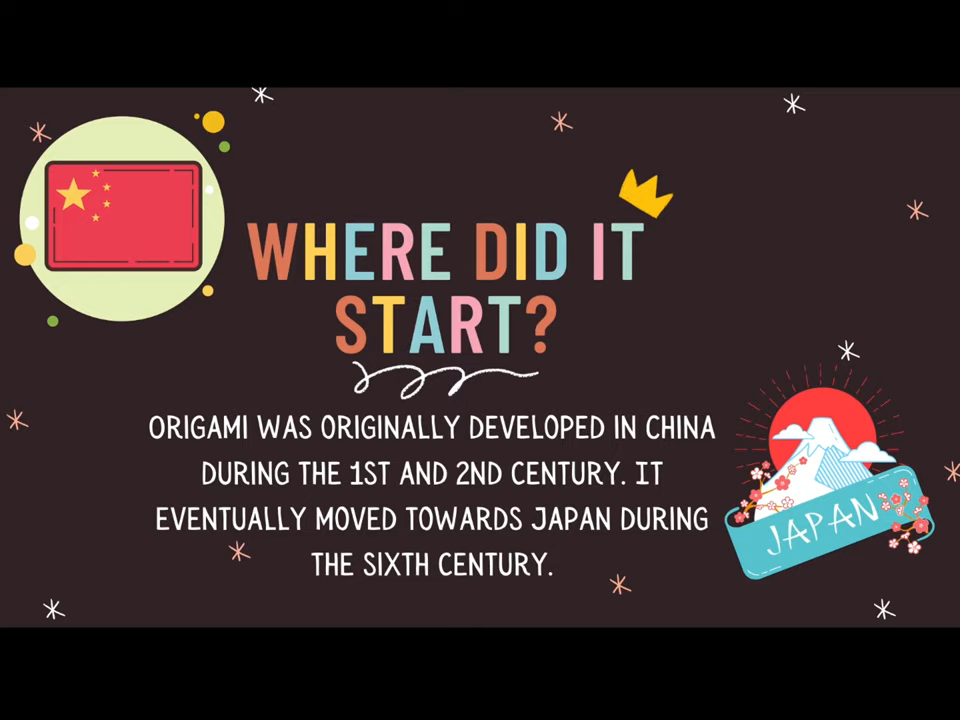 WHERE DID IT
START?
ORIGAMI WAS ORIGINALLY DEVELOPED IN CHINA
DURING THE 1ST AND 2ND CENTURY. IT
EVENTUALLY MOVED TOWARDS JAPAN DURING
THE SIXTH CENTURY.
JAPAN